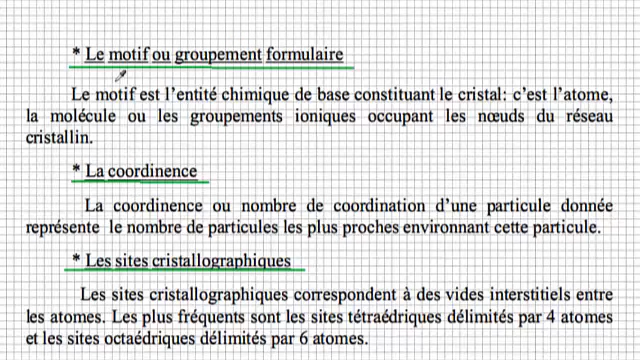 * Le motif ou groupement formulaire
Le motif est l’entité chimique de base constituant le cristal: c’est l’atome,
la molécule ou les groupements ioniques occupant les nœuds du réseau
cristallin.
* La coordinence
La coordinence ou nombre de coordination d’une particule donnée
représente le nombre de particules les plus proches environnant cette particule.
* Les sites cristallographiques
Les sites cristallographiques correspondent à des vides interstitiels entre
les atomes. Les plus fréquents sont les sites tétraédriques délimités par 4 atomes
et les sites octaédriques délimités par 6 atomes.